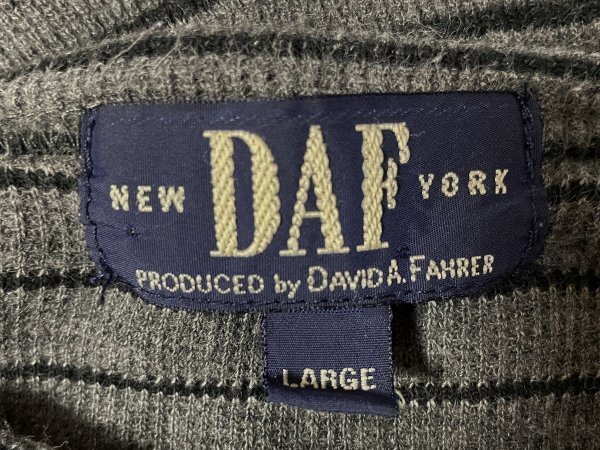 NEW DAF YORK
PRODUCED by DAVID A. FAHRER
LARGE